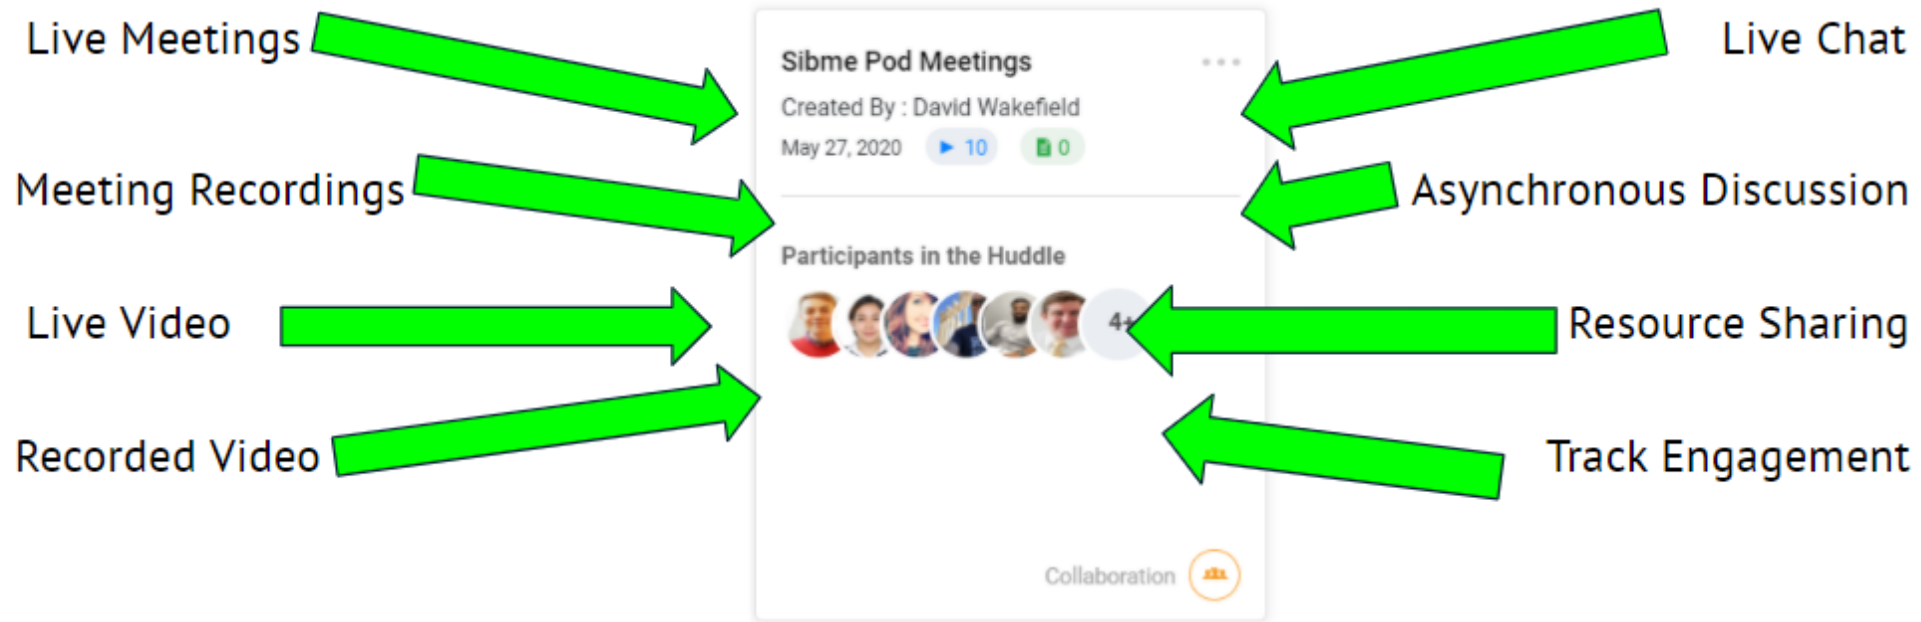 Live Meetings
Meeting Recordings
Live Video
Recorded Video
Sibme Pod Meetings
Created By : David Wakefield
May 27, 2020 10 0
Participants in the Huddle
4+
Collaboration
Live Chat
Asynchronous Discussion
Resource Sharing
Track Engagement